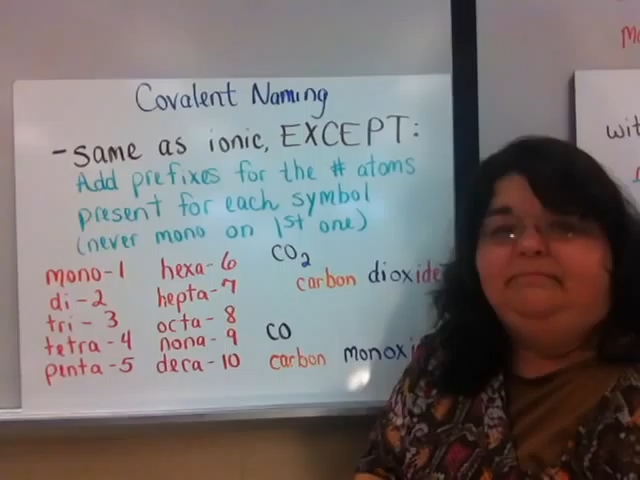 Covalent Naming
- same as ionic, EXCEPT:
Add prefixes for the # atoms
present for each symbol
(never mono on 1st one)
mono-1
di-2
tri-3
tetra-4
penta-5
hexa-6
hepta-7
octa-8
nona-9
deca-10
CO₂
carbon dioxide
CO
carbon monoxi
wit